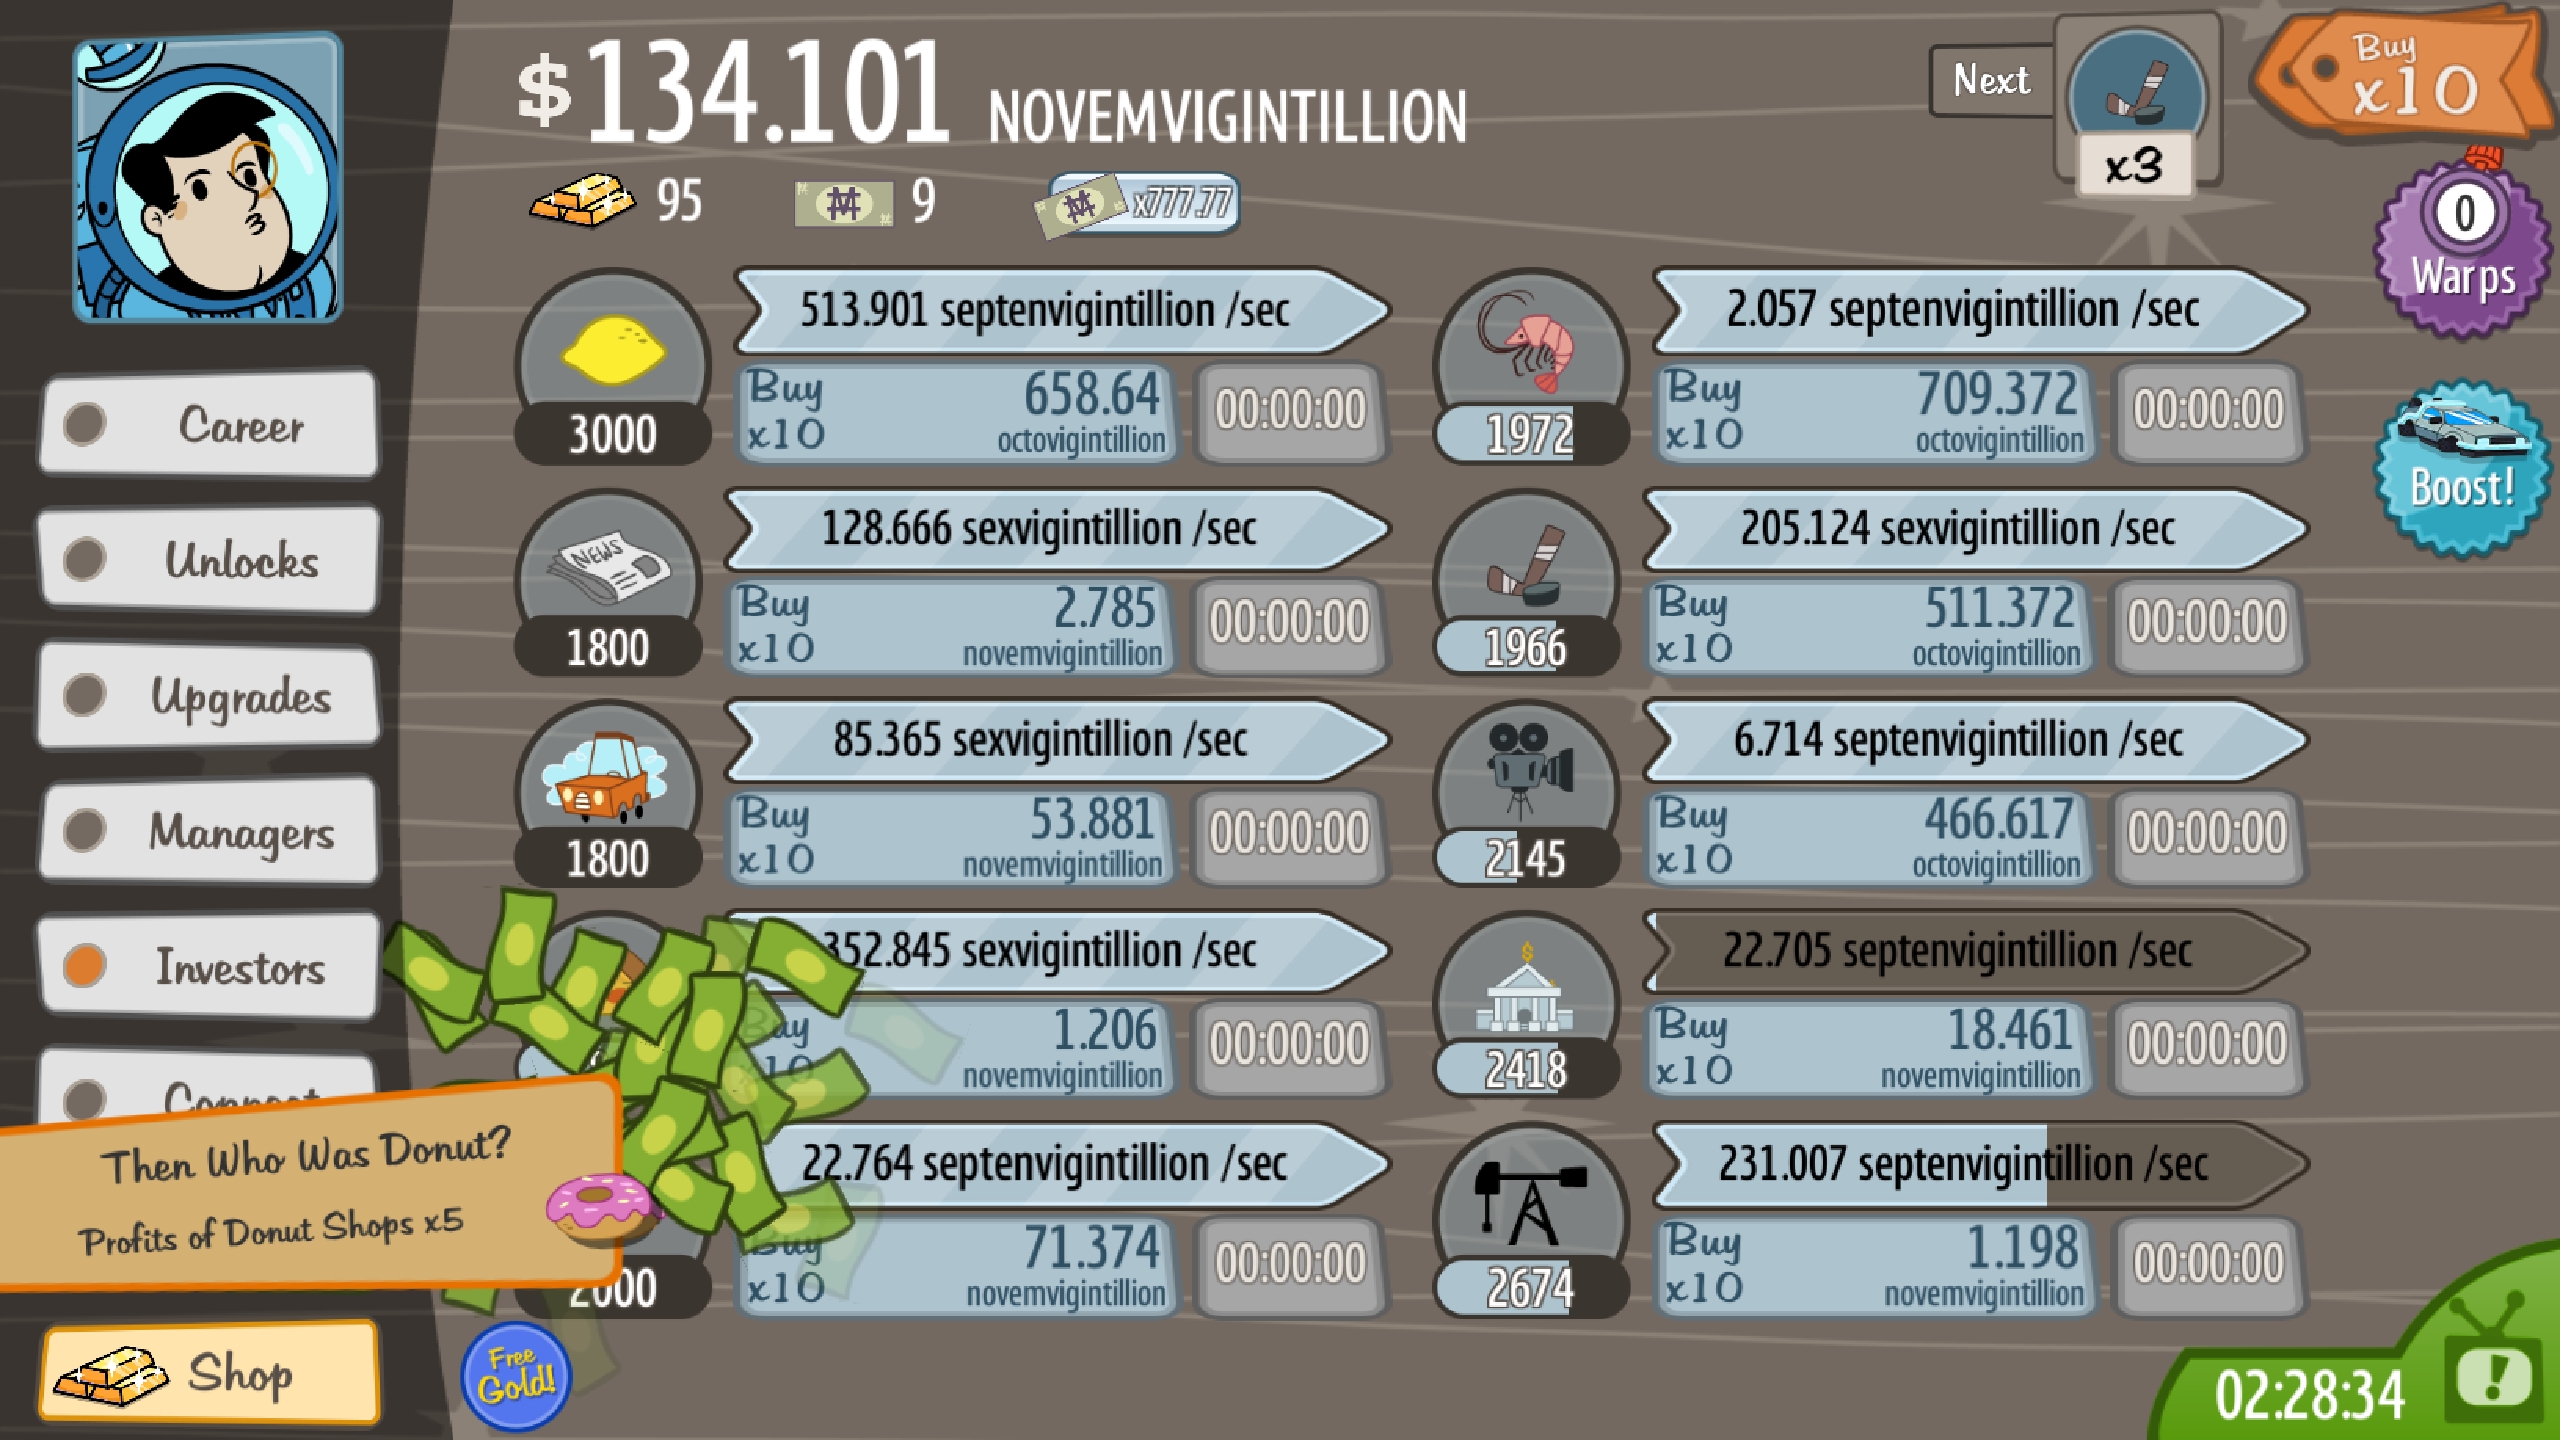 $134.101 NOVEMVIGINTILLION
95 9 x777.77
Next
x3
Buy
x10
0
Warps
Boost!
Career
Unlocks
Upgrades
Managers
Investors
Connect
Then Who Was Donut?
Profits of Donut Shops x5
Shop
Free
Gold!
3000
513.901 septenvigintillion /sec
Buy
x10
658.64
octovigintillion
00:00:00
NEWS
1800
128.666 sexvigintillion /sec
Buy
x10
2.785
novemvigintillion
00:00:00
1800
85.365 sexvigintillion /sec
Buy
x10
53.881
novemvigintillion
00:00:00
352.845 sexvigintillion /sec
Buy
x10
1.206
novemvigintillion
00:00:00
2000
22.764 septenvigintillion /sec
Buy
x10
71.374
novemvigintillion
00:00:00
1972
2.057 septenvigintillion /sec
Buy
x10
709.372
octovigintillion
00:00:00
1966
205.124 sexvigintillion /sec
Buy
x10
511.372
octovigintillion
00:00:00
2145
6.714 septenvigintillion /sec
Buy
x10
466.617
octovigintillion
00:00:00
2418
22.705 septenvigintillion /sec
Buy
x10
18.461
novemvigintillion
00:00:00
2674
231.007 septenvigintillion /sec
Buy
x10
1.198
novemvigintillion
00:00:00
02:28:34